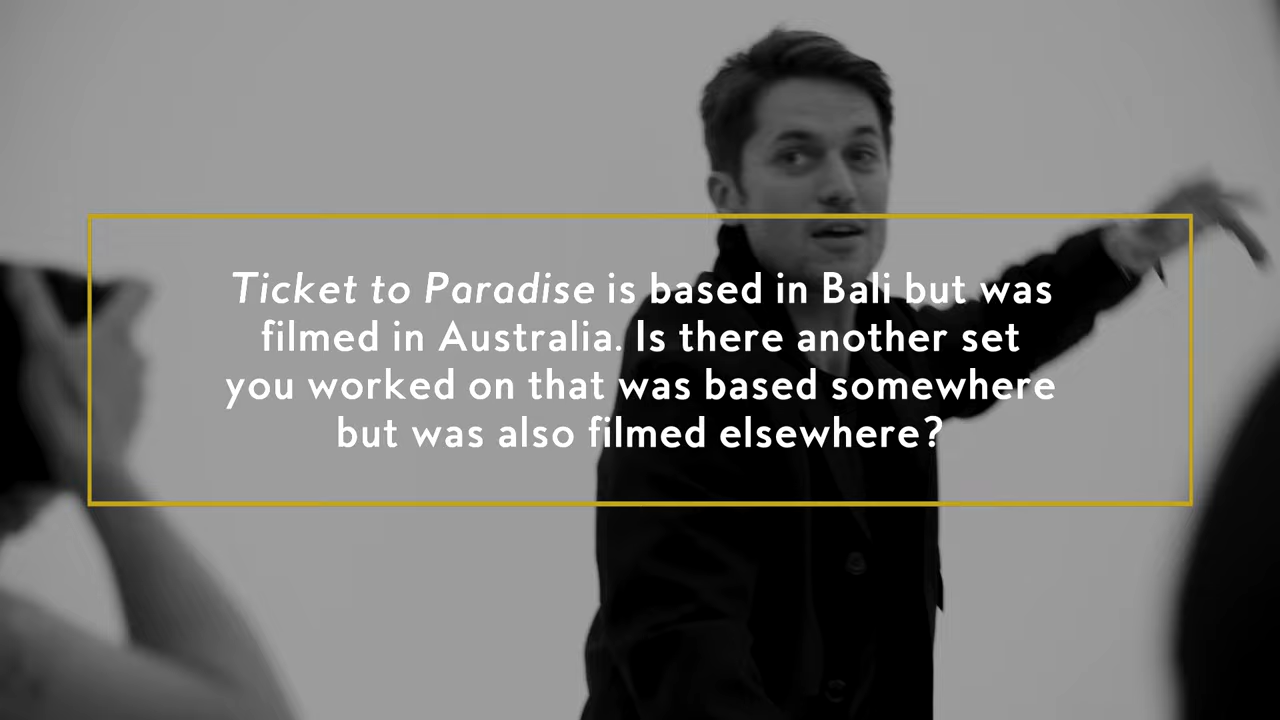 Ticket to Paradise is based in Bali but was
filmed in Australia. Is there another set
you worked on that was based somewhere
but was also filmed elsewhere?